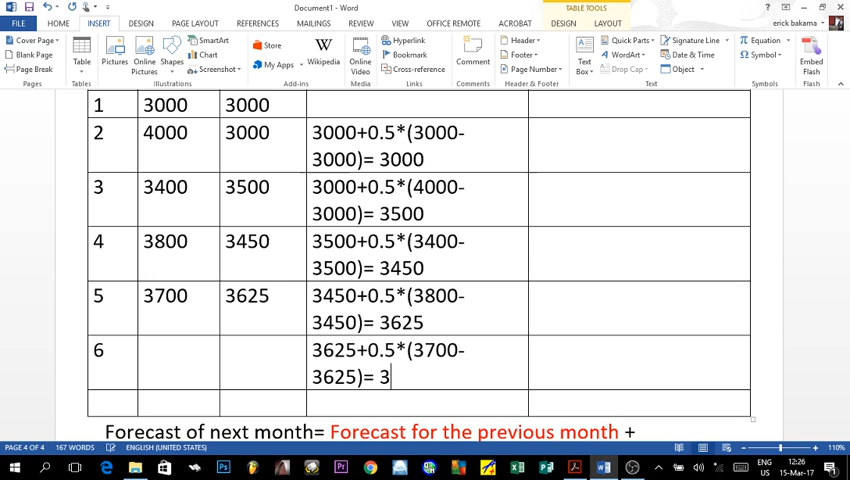 Document1 - Word
TABLE TOOLS
FILE HOME INSERT DESIGN PAGE LAYOUT REFERENCES MAILINGS REVIEW VIEW OFFICE REMOTE ACROBAT DESIGN LAYOUT erick bakama
Cover Page
Blank Page
Page Break
Table
Pictures
Online Pictures
Shapes
SmartArt
Chart
Screenshot
Store
My Apps
Wikipedia
Online Video
Hyperlink
Bookmark
Cross-reference
Comment
Header
Footer
Page Number
Text Box
Quick Parts
WordArt
Drop Cap
Signature Line
Date & Time
Object
Equation
Symbol
Embed Flash
Pages Tables Illustrations Add-ins Media Links Comments Header & Footer Text Symbols Flash
1 3000 3000
2 4000 3000 3000+0.5*(3000-
3000)= 3000
3 3400 3500 3000+0.5*(4000-
3000)= 3500
4 3800 3450 3500+0.5*(3400-
3500)= 3450
5 3700 3625 3450+0.5*(3800-
3450)= 3625
6 3625+0.5*(3700-
3625)= 3
Forecast of next month= Forecast for the previous month +
PAGE 4 OF 4 167 WORDS 110%
ENG 12:26
US 15-Mar-17